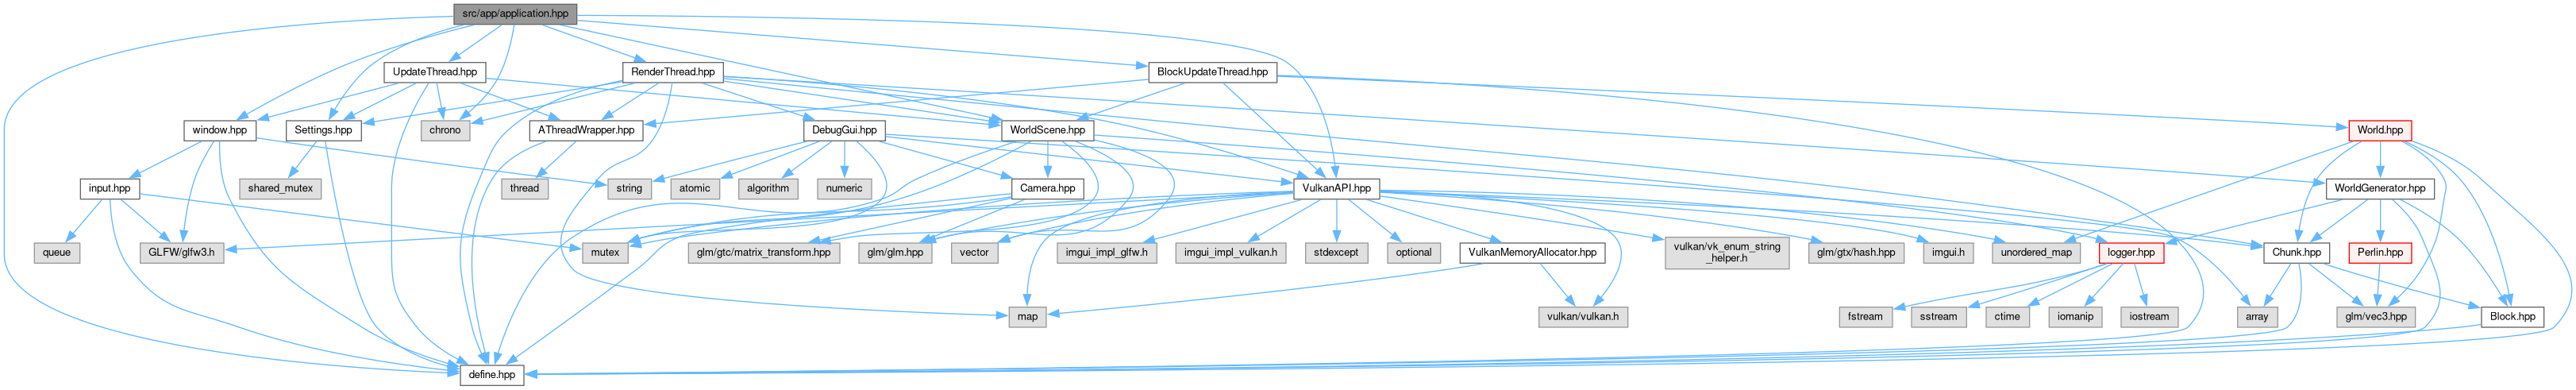 src/app/application.hpp
UpdateThread.hpp
RenderThread.hpp
BlockUpdateThread.hpp
window.hpp
Settings.hpp
chrono
AThreadWrapper.hpp
DebugGui.hpp
WorldScene.hpp
World.hpp
input.hpp
shared_mutex
thread
string
atomic
algorithm
numeric
Camera.hpp
VulkanAPI.hpp
WorldGenerator.hpp
queue
GLFW/glfw3.h
mutex
glm/gtc/matrix_transform.hpp
glm/glm.hpp
vector
imgui_impl_glfw.h
imgui_impl_vulkan.h
stdexcept
optional
VulkanMemoryAllocator.hpp
vulkan/vk_enum_string
_helper.h
glm/gtx/hash.hpp
imgui.h
unordered_map
logger.hpp
Chunk.hpp
Perlin.hpp
map
vulkan/vulkan.h
fstream
sstream
ctime
iomanip
iostream
array
glm/vec3.hpp
Block.hpp
define.hpp